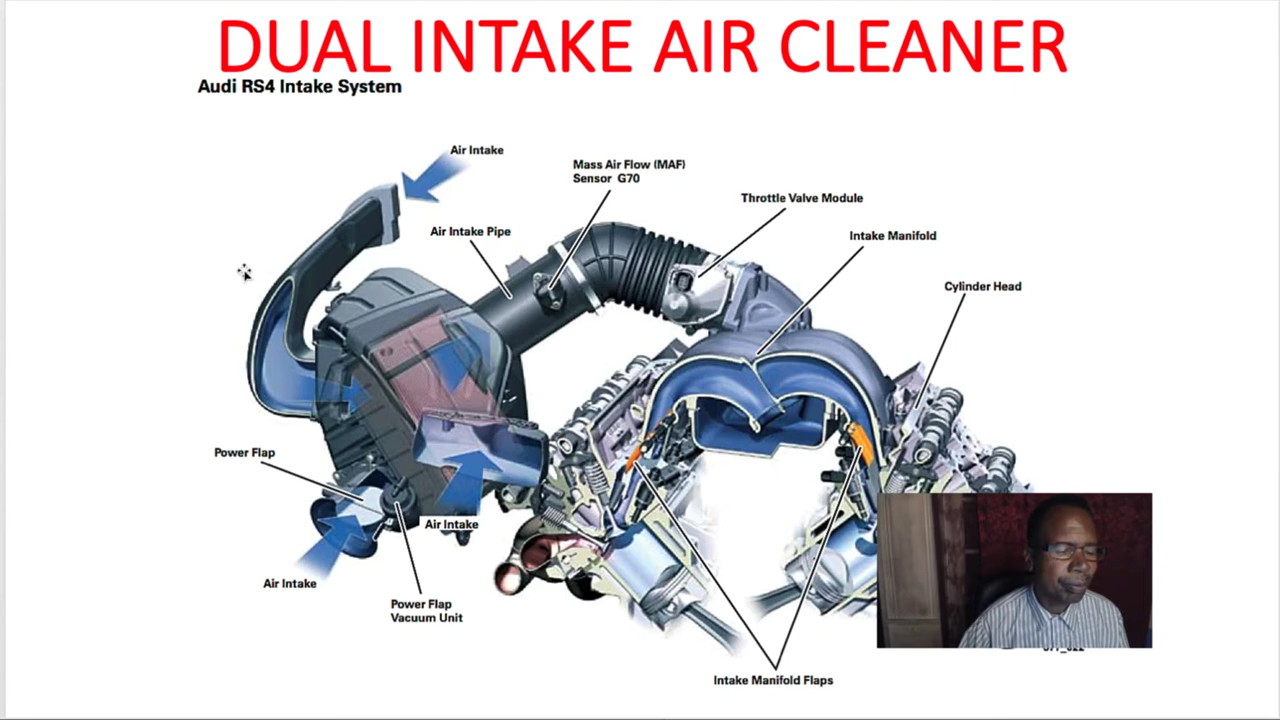 DUAL INTAKE AIR CLEANER
Audi RS4 Intake System
Air Intake
Mass Air Flow (MAF)
Sensor G70
Throttle Valve Module
Air Intake Pipe
Intake Manifold
Cylinder Head
Power Flap
Air Intake
Air Intake
Power Flap
Vacuum Unit
Intake Manifold Flaps